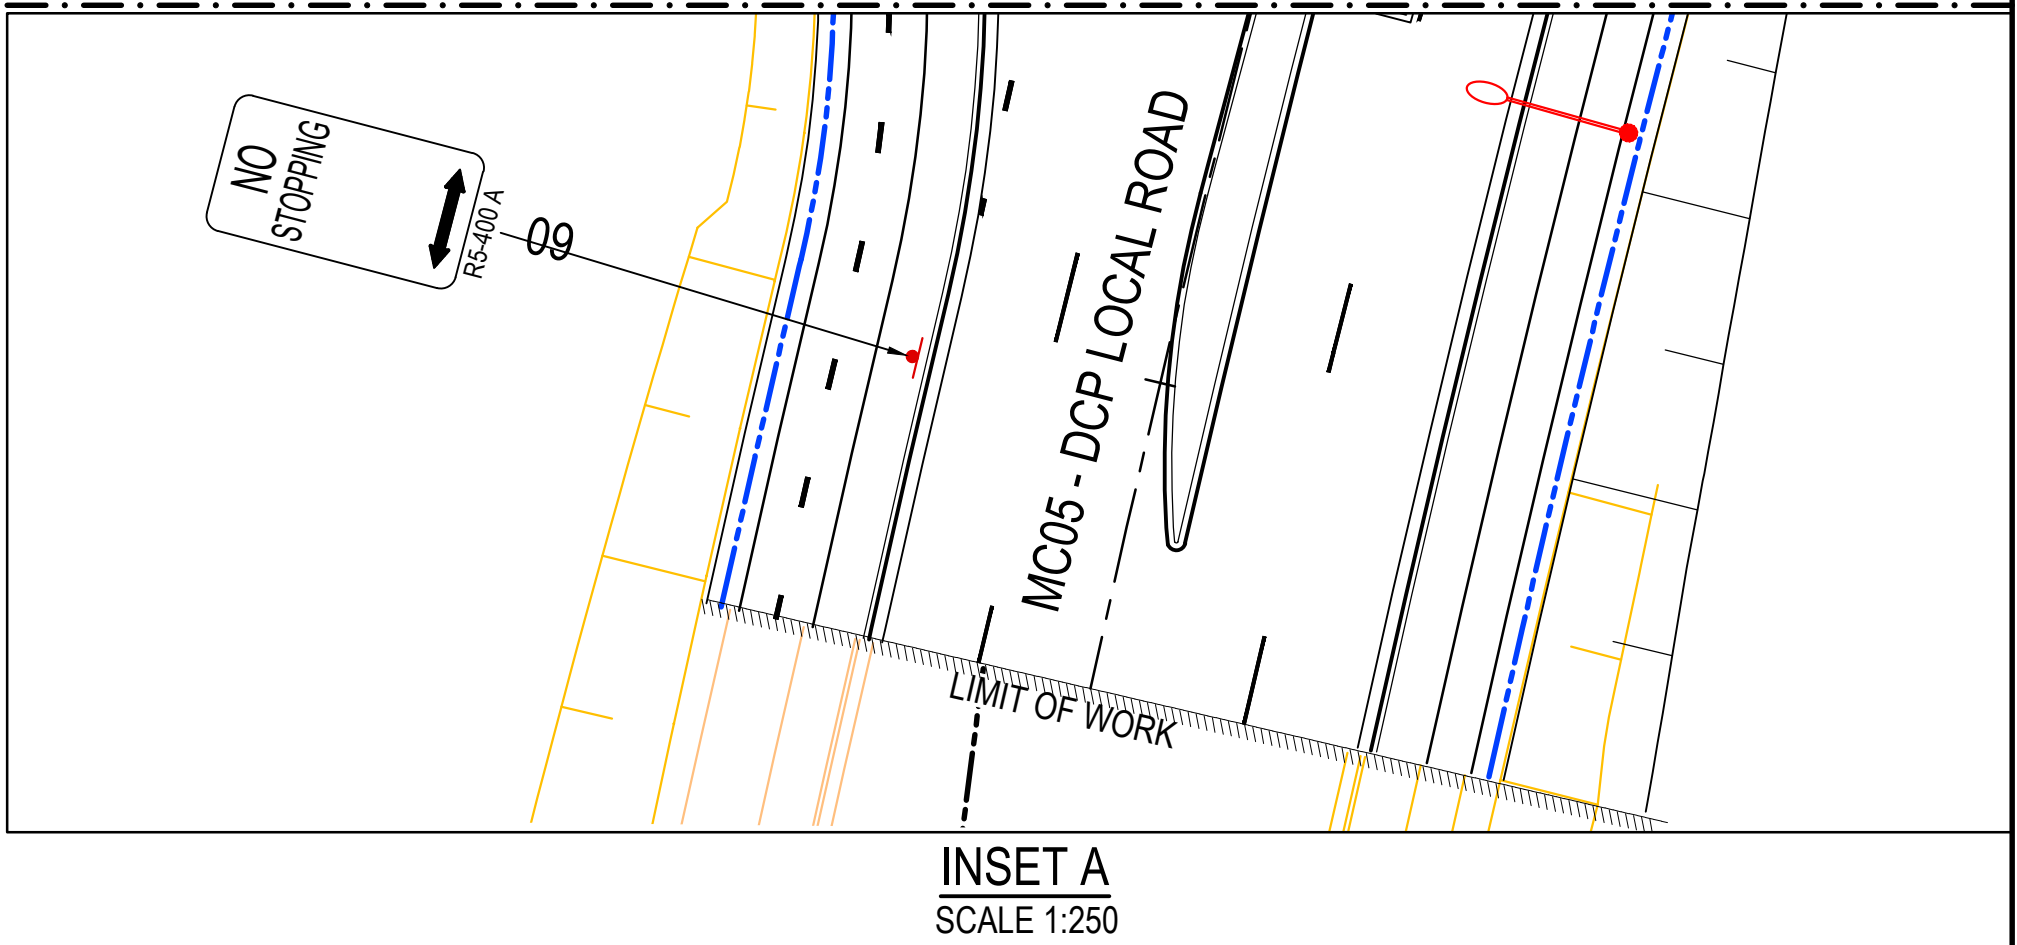 NO
STOPPING
R5-400 A
09
MC05 - DCP LOCAL ROAD
LIMIT OF WORK
INSET A
SCALE 1:250